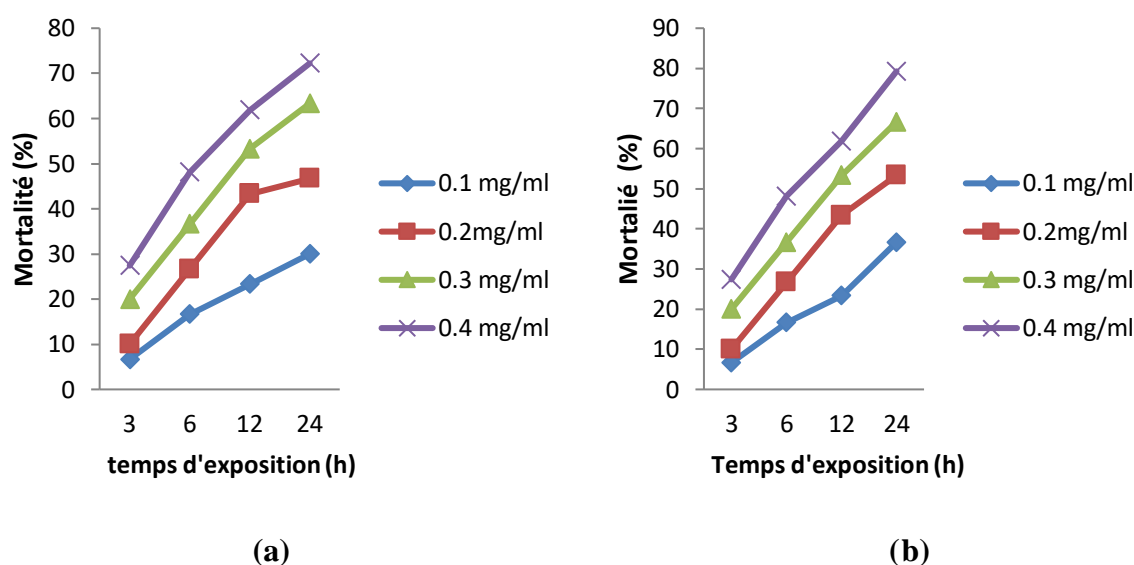 80
70
60
50
40
30
20
10
0
Mortalité (%)
3 6 12 24
temps d'exposition (h)
0.1 mg/ml
0.2mg/ml
0.3 mg/ml
0.4 mg/ml
(a)
90
80
70
60
50
40
30
20
10
0
Mortalié (%)
3 6 12 24
Temps d'exposition (h)
0.1 mg/ml
0.2mg/ml
0.3 mg/ml
0.4 mg/ml
(b)